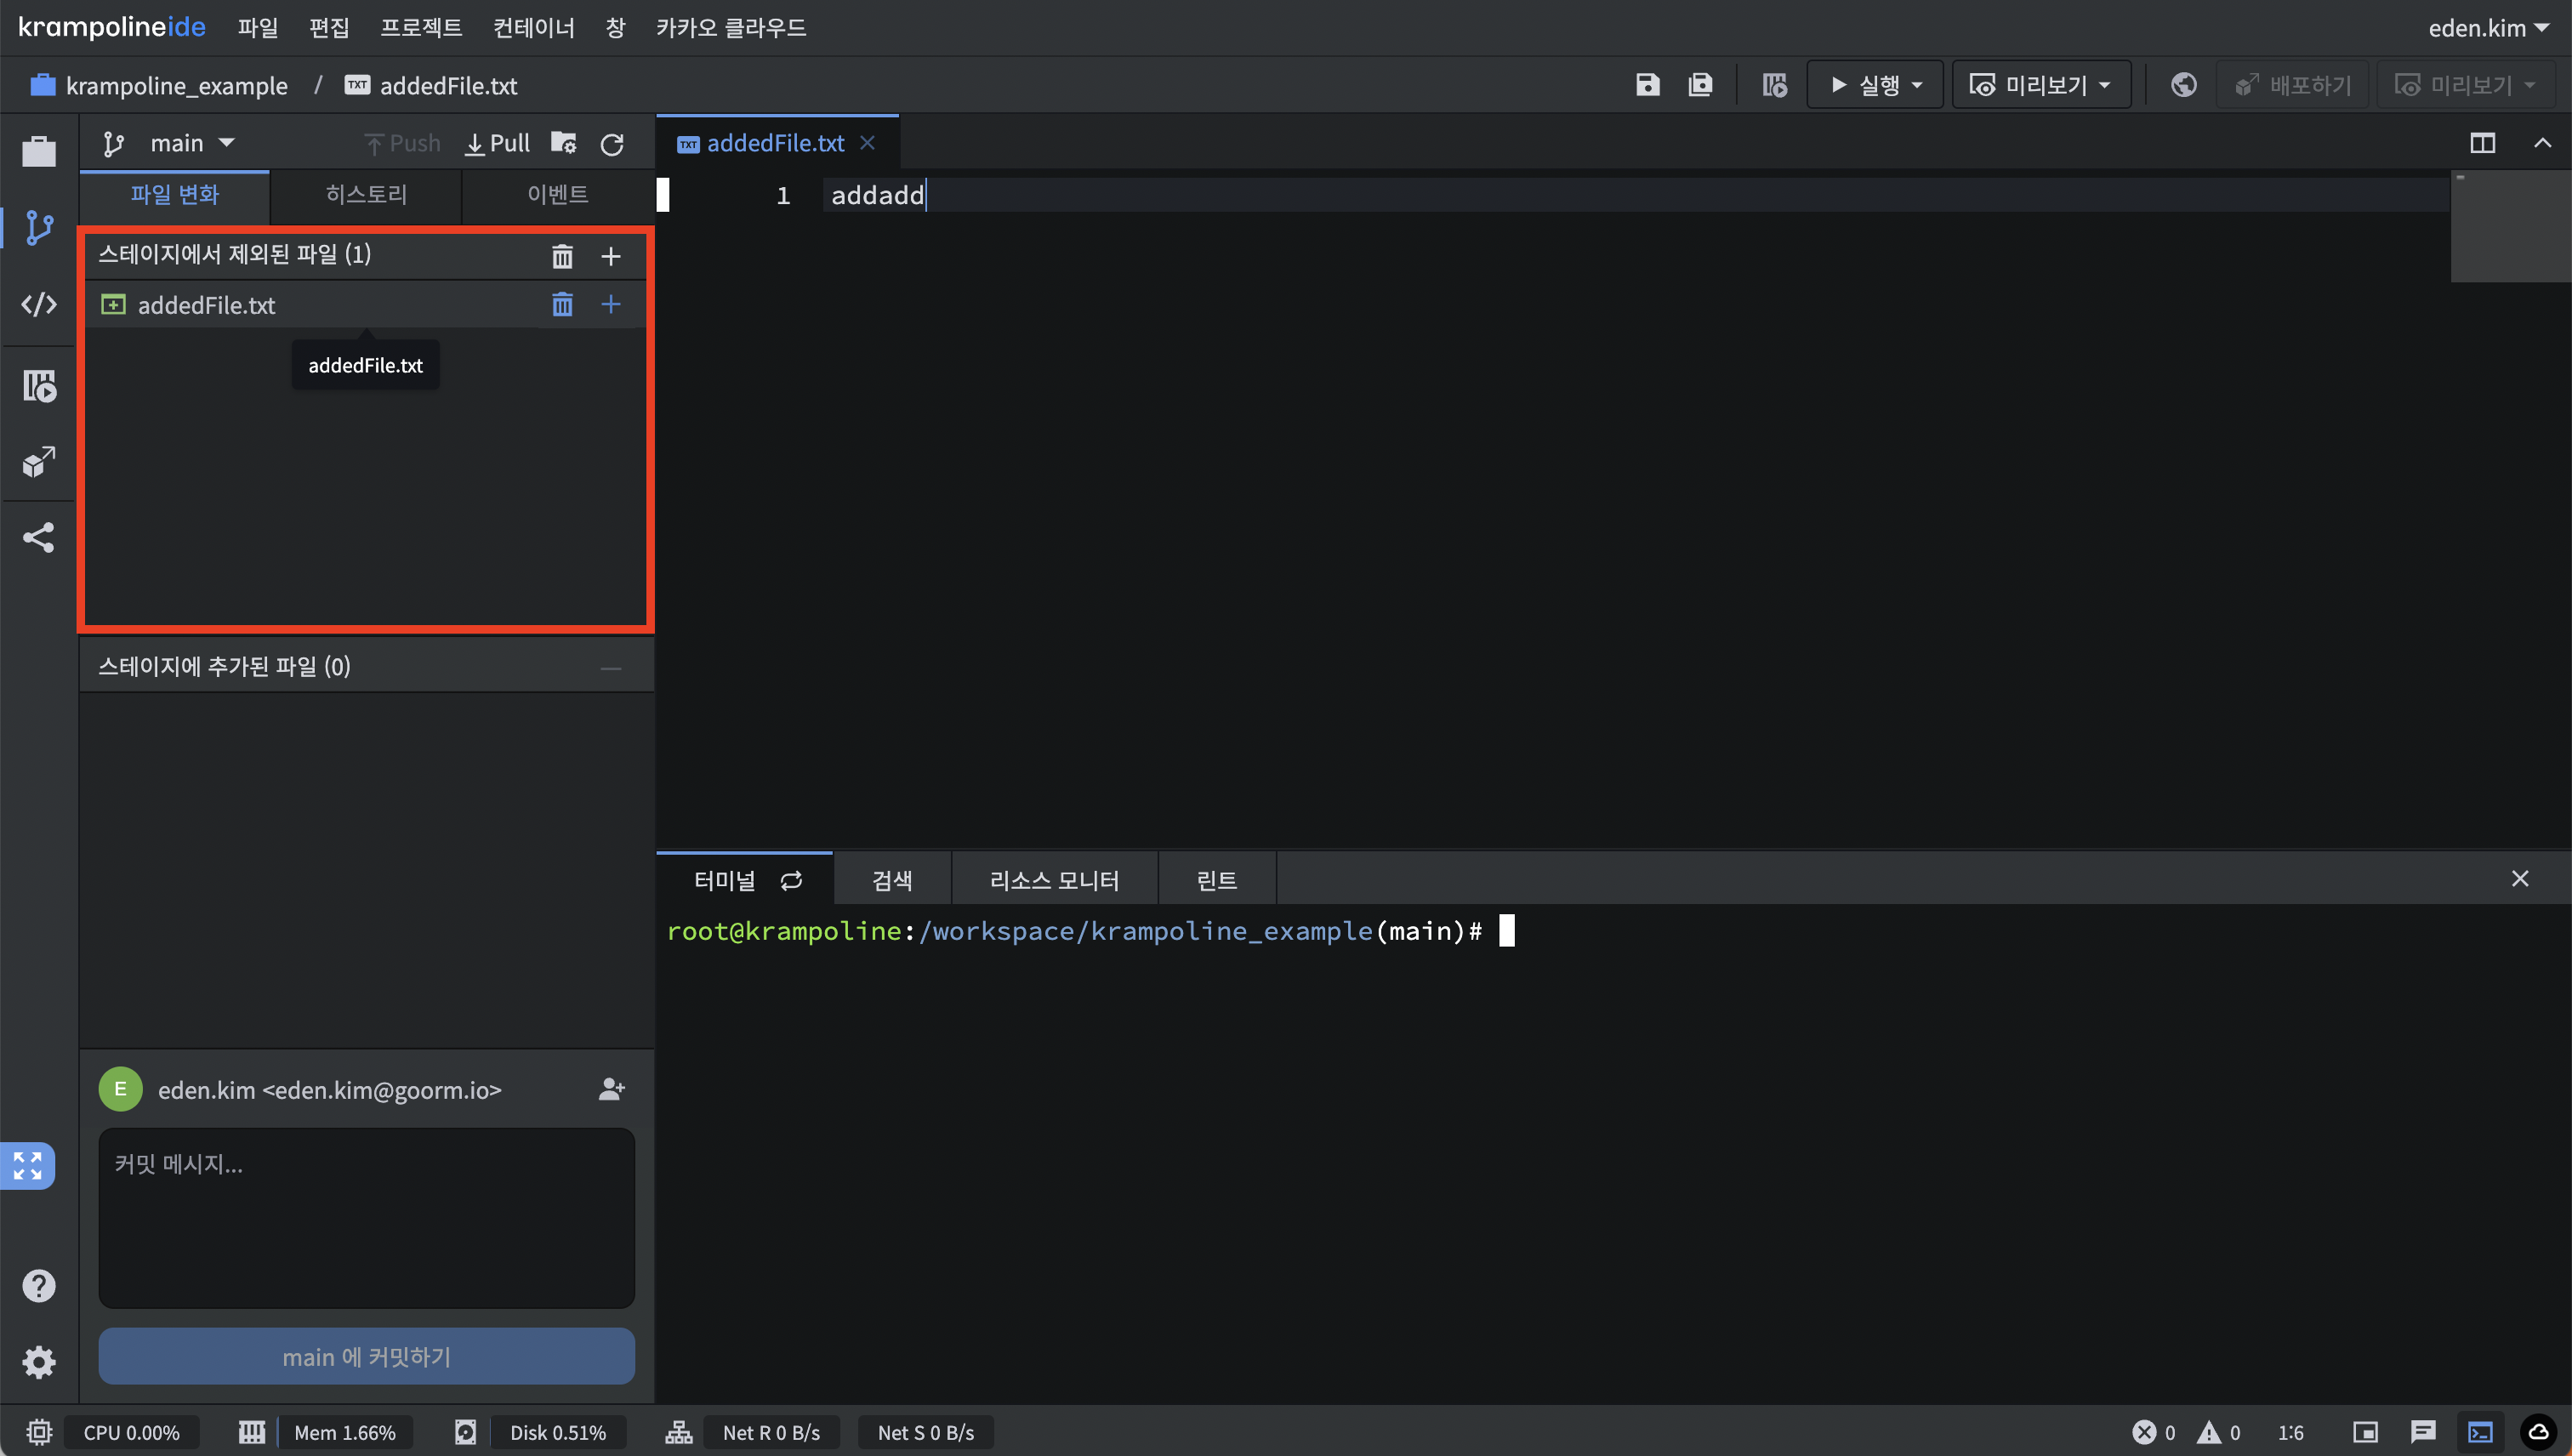 krampolineide 파일 편집 프로젝트 컨테이너 창 카카오 클라우드 eden.kim
krampoline_example / TXT addedFile.txt 실행 미리보기 배포하기 미리보기
main Push Pull
TXT addedFile.txt
파일 변화 히스토리 이벤트
1 addadd
스테이지에서 제외된 파일 (1)
addedFile.txt
addedFile.txt
스테이지에 추가된 파일 (0)
터미널 검색 리소스 모니터 린트
root@krampoline:/workspace/krampoline_example(main)#
E eden.kim <eden.kim@goorm.io>
커밋 메시지...
main 에 커밋하기
CPU 0.00% Mem 1.66% Disk 0.51% Net R 0 B/s Net S 0 B/s 0 0 1:6